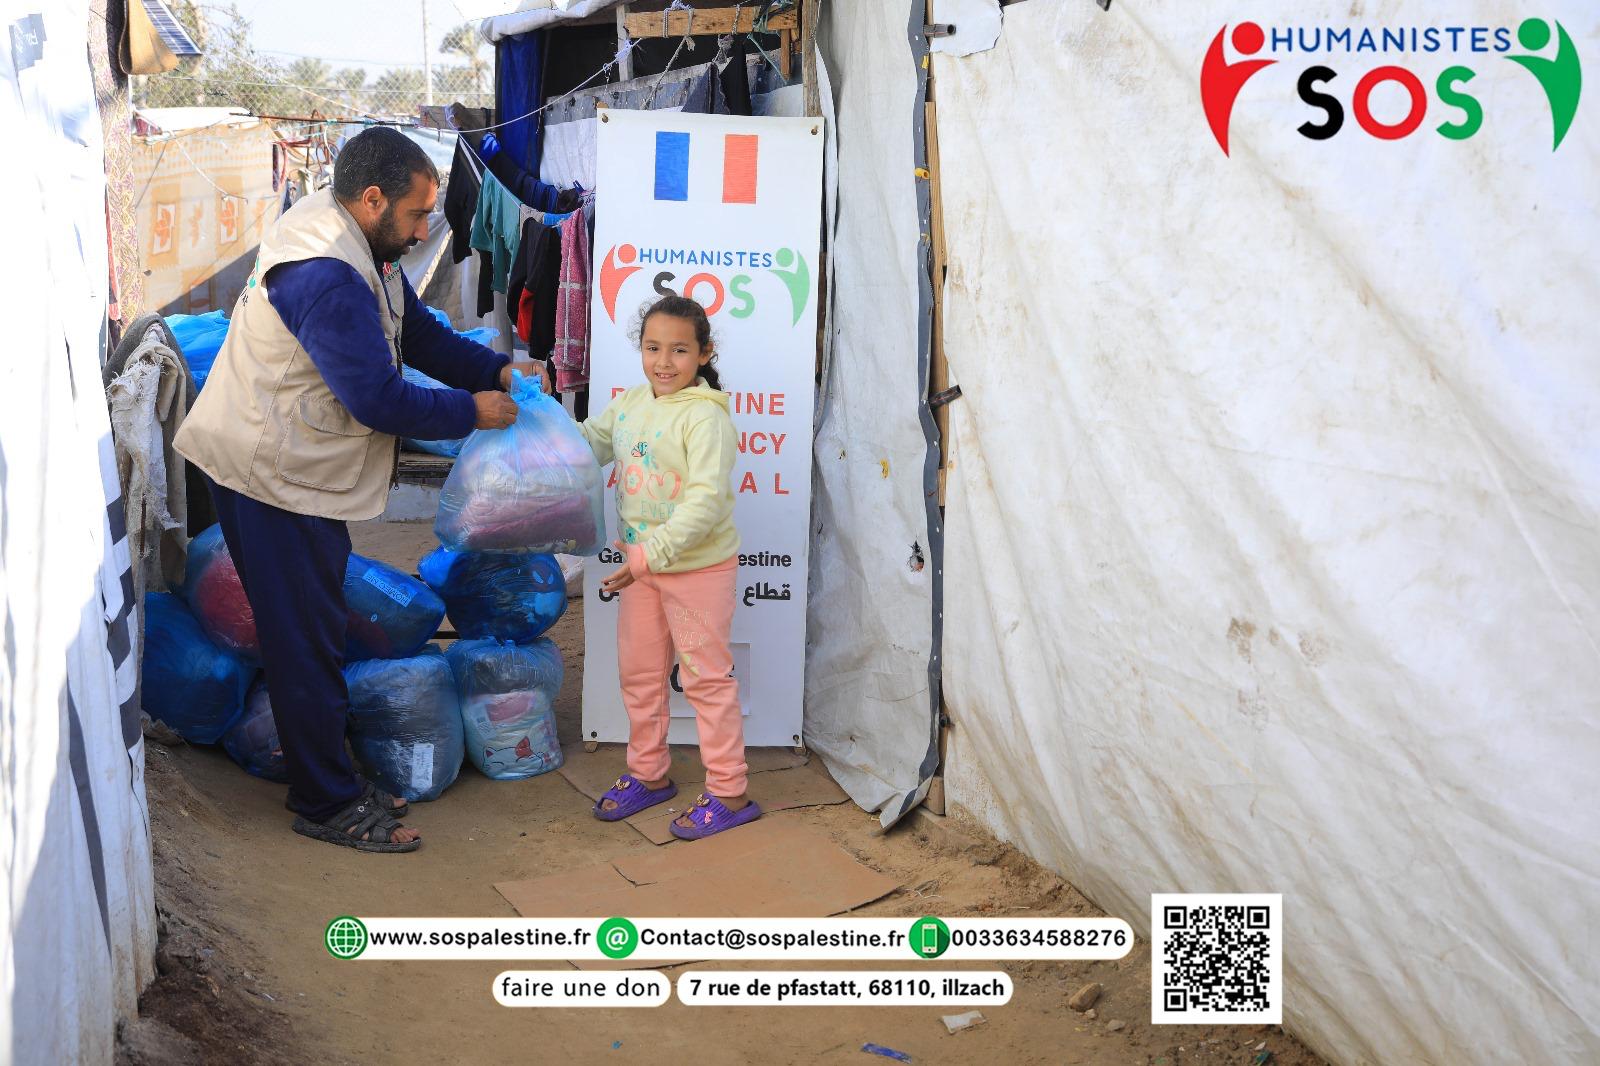 HUMANISTES
SOS
HUMANISTES
SOS
INE
NCY
A L
Ga
estine
قطاع
www.sospalestine.fr
Contact@sospalestine.fr
0033634588276
faire une don
7 rue de pfastatt, 68110, illzach